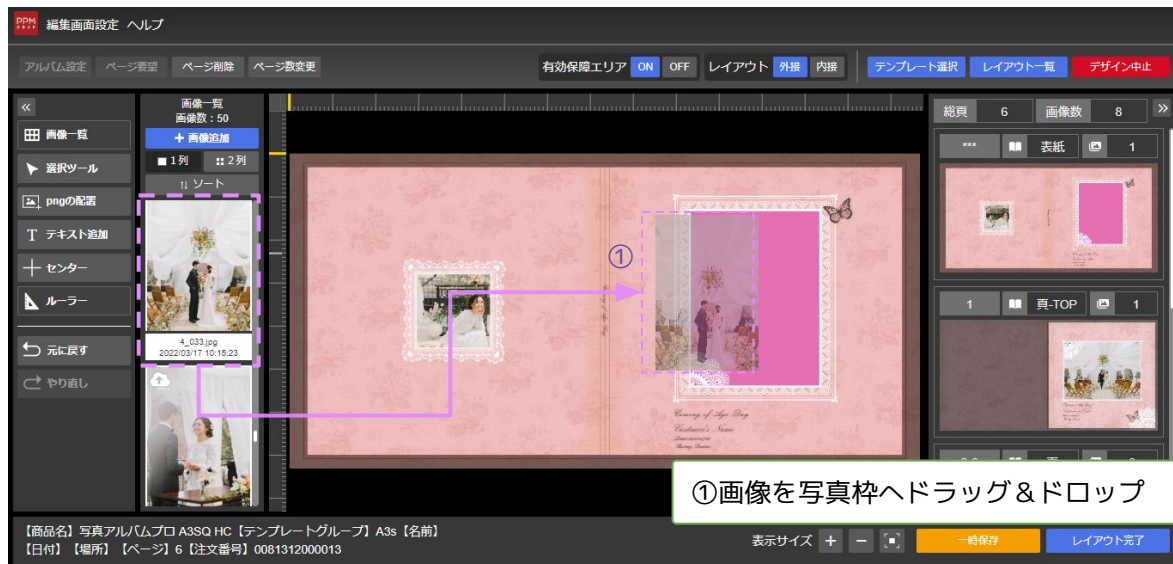 PPM 編集画面設定 ヘルプ
アルバム設定 ページ要望 ページ削除 ページ数変更 有効保障エリア ON OFF レイアウト 外接 内接 テンプレート選択 レイアウト一覧 デザイン中止
画像一覧
画像数：50
+ 画像追加
1列 2列
↑↓ ソート
画像一覧
選択ツール
pngの配置
T テキスト追加
センター
ルーラー
元に戻す
やり直し
4_033.jpg
2022/03/17 10:15:23
①
Coming of Age Day
Customer's Name
総頁 6 画像数 8
*** 表紙 1
1 頁-TOP 1
①画像を写真枠へドラッグ＆ドロップ
【商品名】写真アルバムプロ A3SQ HC【テンプレートグループ】A3s【名前】
【日付】【場所】【ページ】6【注文番号】0081312000013
表示サイズ + − 一時保存 レイアウト完了